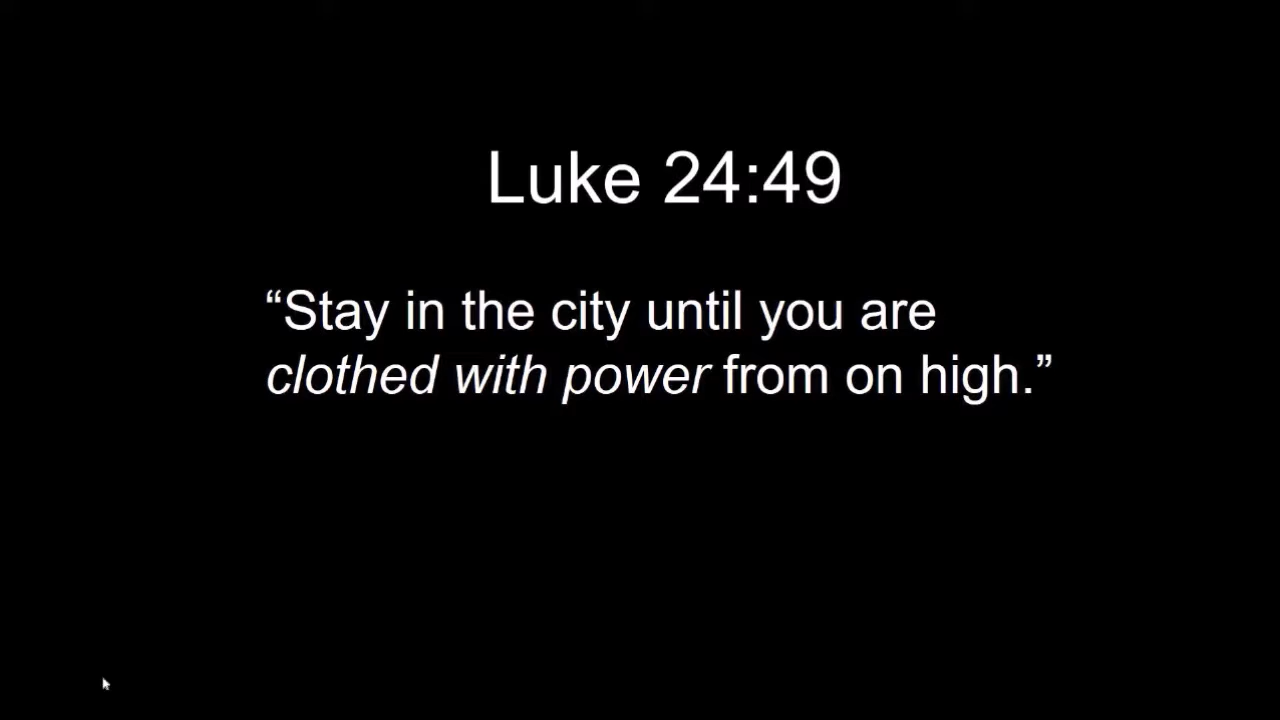 Luke 24:49
“Stay in the city until you are
clothed with power from on high.”